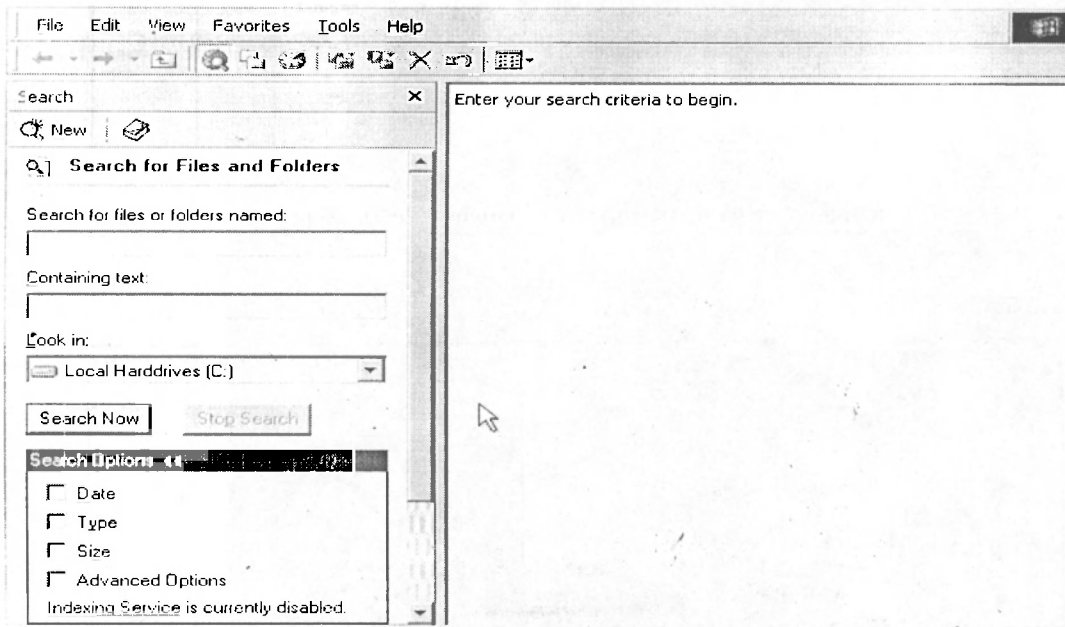 File Edit View Favorites Tools Help
Search
New
Search for Files and Folders
Search for files or folders named:
Containing text:
Look in:
Local Harddrives (C:)
Search Now Stop Search
Search Options
Date
Type
Size
Advanced Options
Indexing Service is currently disabled.
Enter your search criteria to begin.